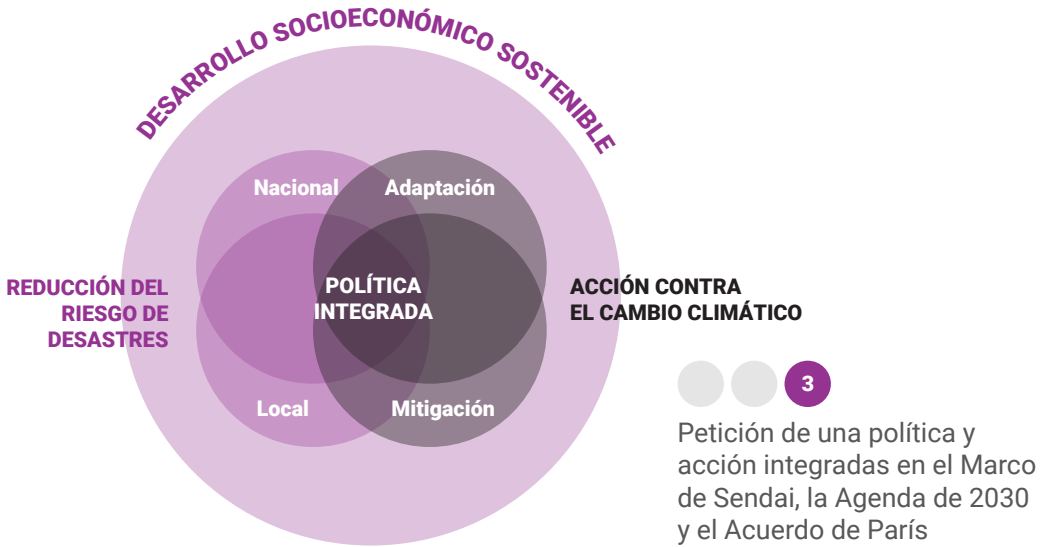 DESARROLLO SOCIOECONÓMICO SOSTENIBLE
Nacional
Adaptación
REDUCCIÓN DEL
RIESGO DE
DESASTRES
POLÍTICA
INTEGRADA
ACCIÓN CONTRA
EL CAMBIO CLIMÁTICO
Local
Mitigación
3
Petición de una política y
acción integradas en el Marco
de Sendai, la Agenda de 2030
y el Acuerdo de París